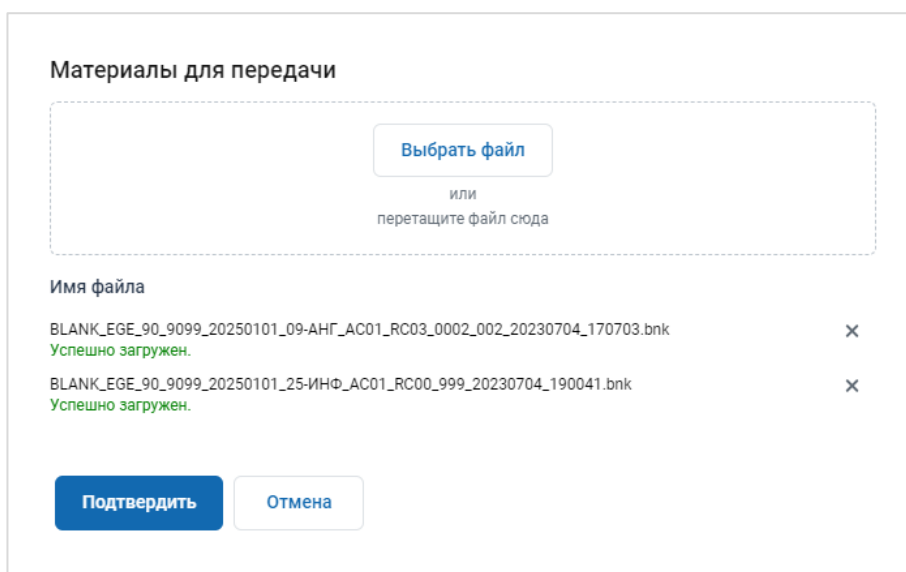 Материалы для передачи
Выбрать файл
или
перетащите файл сюда
Имя файла
BLANK_EGE_90_9099_20250101_09-АНГ_AC01_RC03_0002_002_20230704_170703.bnk
Успешно загружен.
BLANK_EGE_90_9099_20250101_25-ИНФ_AC01_RC00_999_20230704_190041.bnk
Успешно загружен.
Подтвердить
Отмена